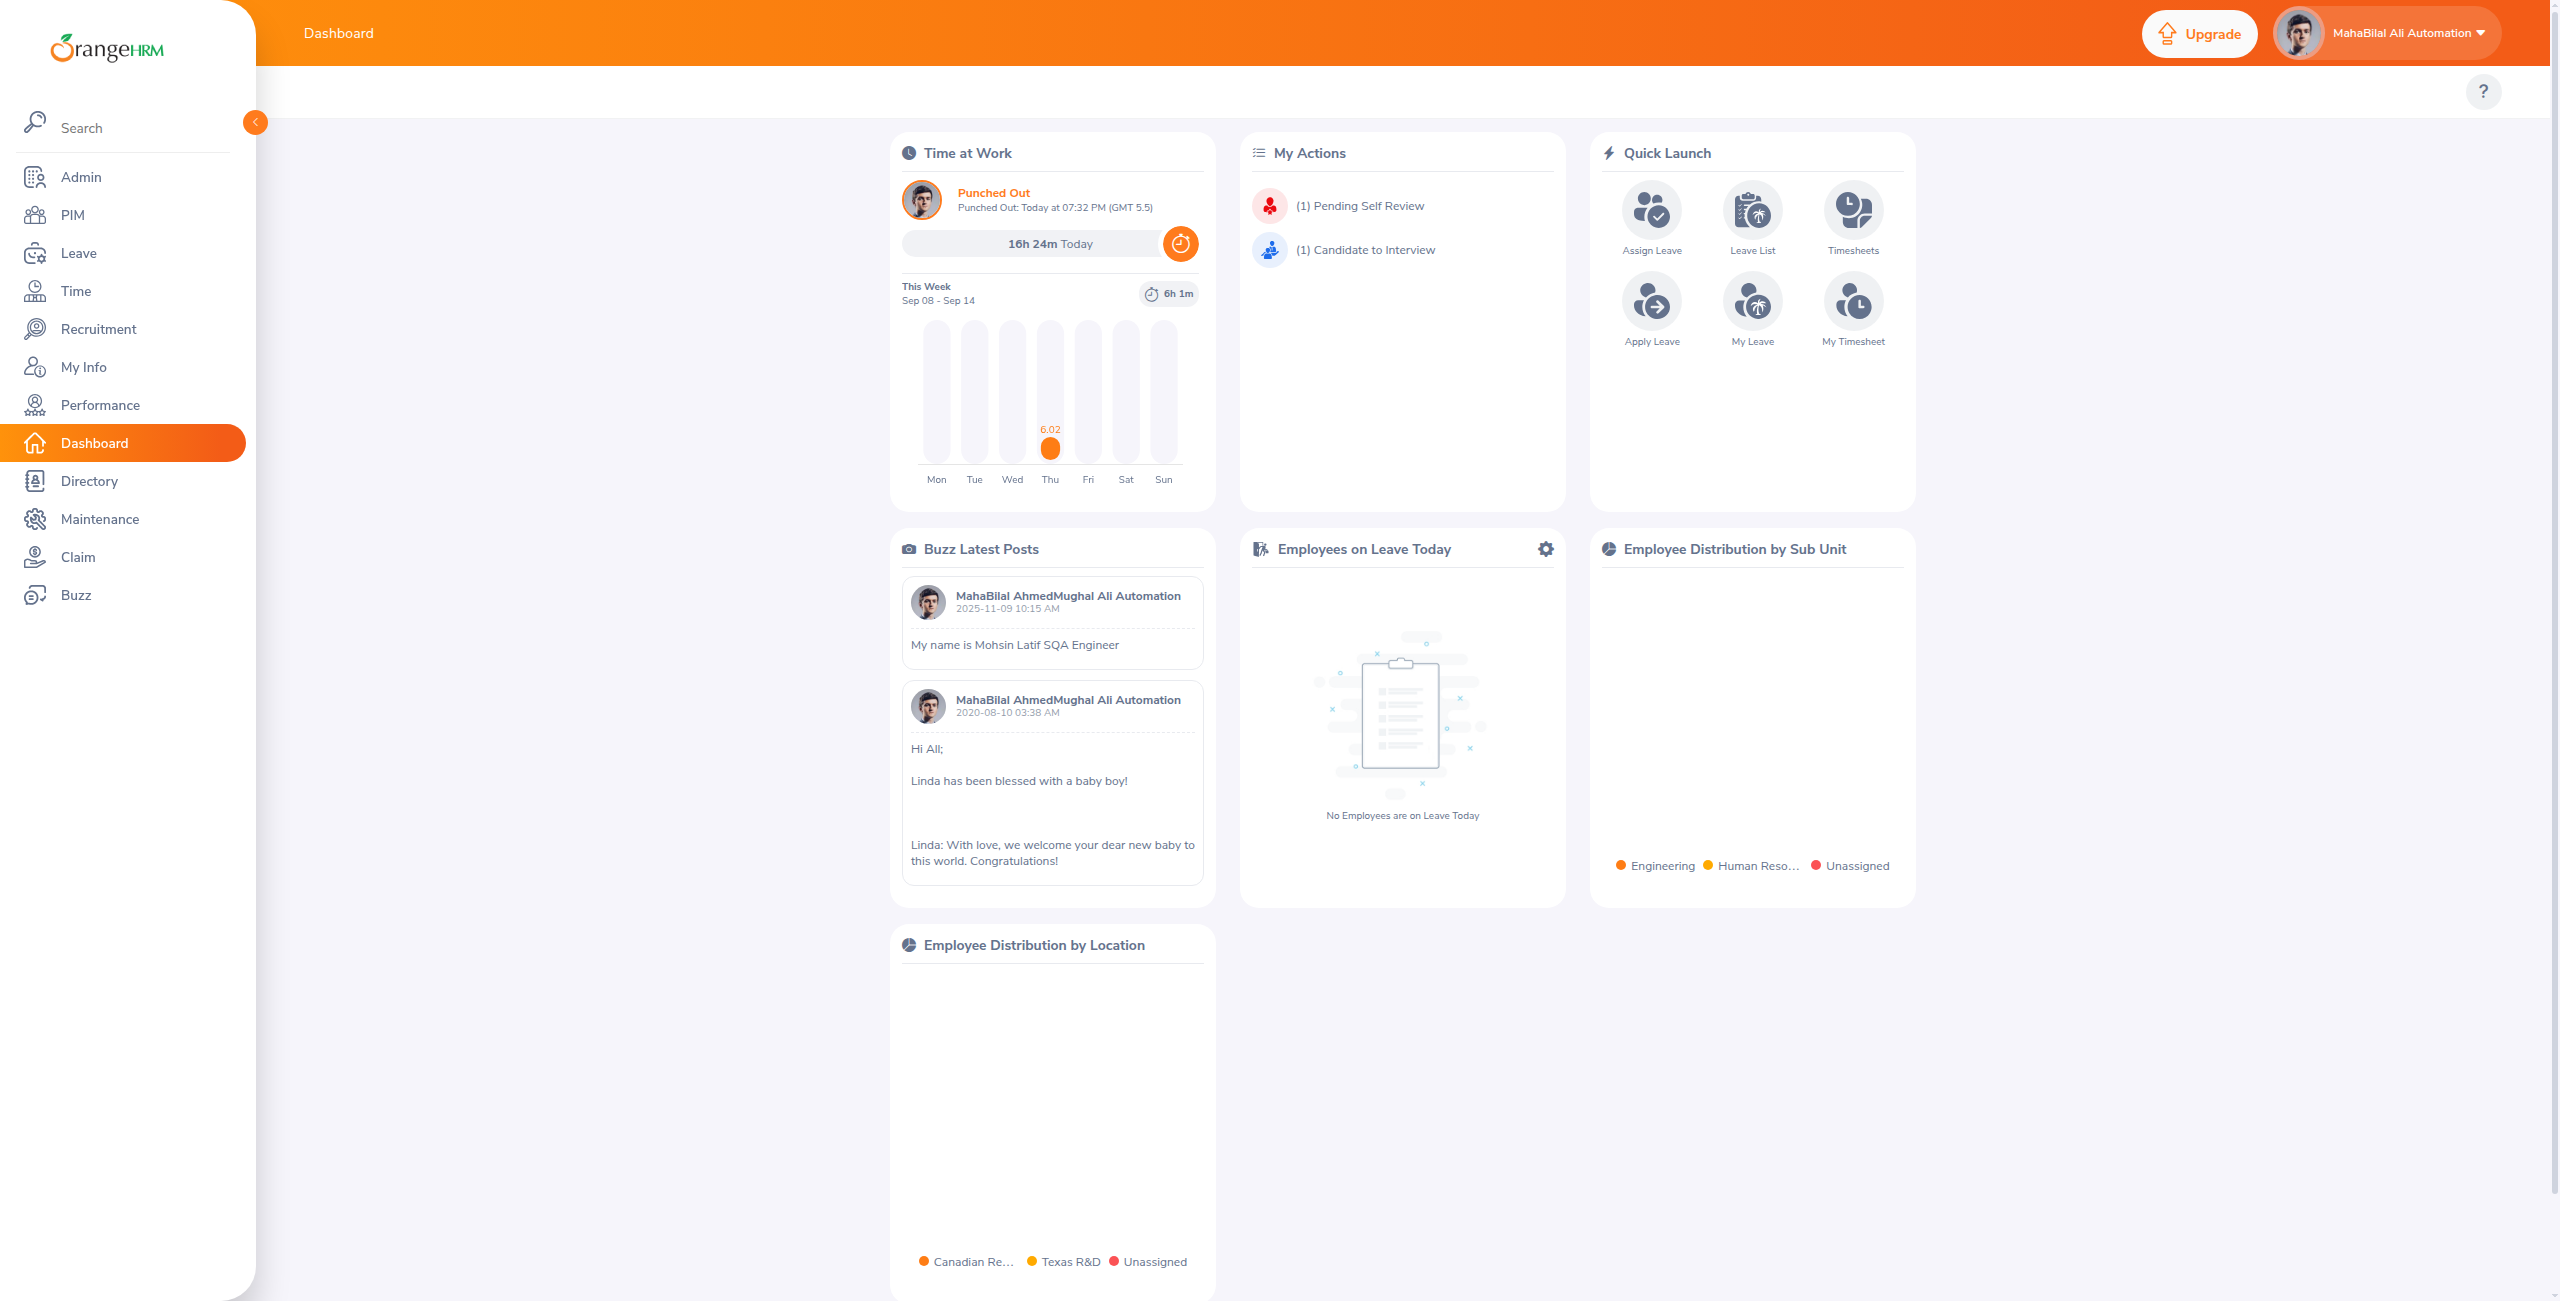 OrangeHRM
Search
Admin
PIM
Leave
Time
Recruitment
My Info
Performance
Dashboard
Directory
Maintenance
Claim
Buzz
Dashboard
Upgrade
MahaBilal Ali Automation
?
Time at Work
Punched Out
Punched Out: Today at 07:32 PM (GMT 5.5)
16h 24m Today
This Week
Sep 08 - Sep 14
6h 1m
6.02
Mon Tue Wed Thu Fri Sat Sun
My Actions
(1) Pending Self Review
(1) Candidate to Interview
Quick Launch
Assign Leave
Leave List
Timesheets
Apply Leave
My Leave
My Timesheet
Buzz Latest Posts
MahaBilal AhmedMughal Ali Automation
2025-11-09 10:15 AM
My name is Mohsin Latif SQA Engineer
MahaBilal AhmedMughal Ali Automation
2020-08-10 03:38 AM
Hi All;
Linda has been blessed with a baby boy!
Linda: With love, we welcome your dear new baby to
this world. Congratulations!
Employees on Leave Today
No Employees are on Leave Today
Employee Distribution by Sub Unit
Engineering Human Reso... Unassigned
Employee Distribution by Location
Canadian Re... Texas R&D Unassigned